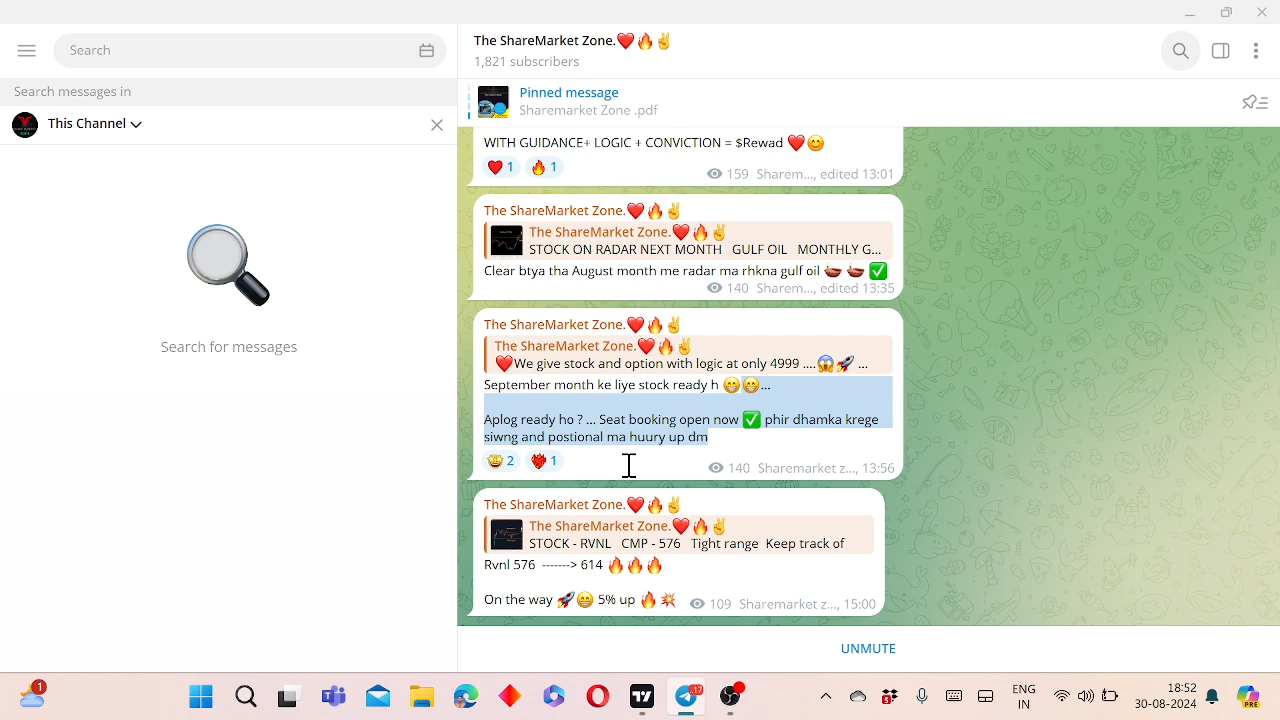 Search
Search messages in
This Channel
Search for messages
The ShareMarket Zone.❤️🔥✌️
1,821 subscribers
Pinned message
Sharemarket Zone .pdf
WITH GUIDANCE+ LOGIC + CONVICTION = $Rewad ❤️😊
❤️ 1 🔥 1
159 Sharem..., edited 13:01
The ShareMarket Zone.❤️🔥✌️
The ShareMarket Zone.❤️🔥✌️
STOCK ON RADAR NEXT MONTH GULF OIL MONTHLY G...
Clear btya tha August month me radar ma rhkna gulf oil 🪔 🪔 ✅
140 Sharem..., edited 13:35
The ShareMarket Zone.❤️🔥✌️
The ShareMarket Zone.❤️🔥✌️
❤️We give stock and option with logic at only 4999 ....😱🚀 ...
September month ke liye stock ready h 😁😁...
Aplog ready ho ? ... Seat booking open now ✅ phir dhamka krege
siwng and postional ma huury up dm
2 1
140 Sharemarket z..., 13:56
The ShareMarket Zone.❤️🔥✌️
The ShareMarket Zone.❤️🔥✌️
STOCK - RVNL CMP - 576 Tight range Keep track of
Rvnl 576 -------> 614 🔥🔥🔥
On the way 🚀😁 5% up 🔥💥
109 Sharemarket z..., 15:00
UNMUTE
1
..17
5
ENG
IN
18:52
30-08-2024
PRE